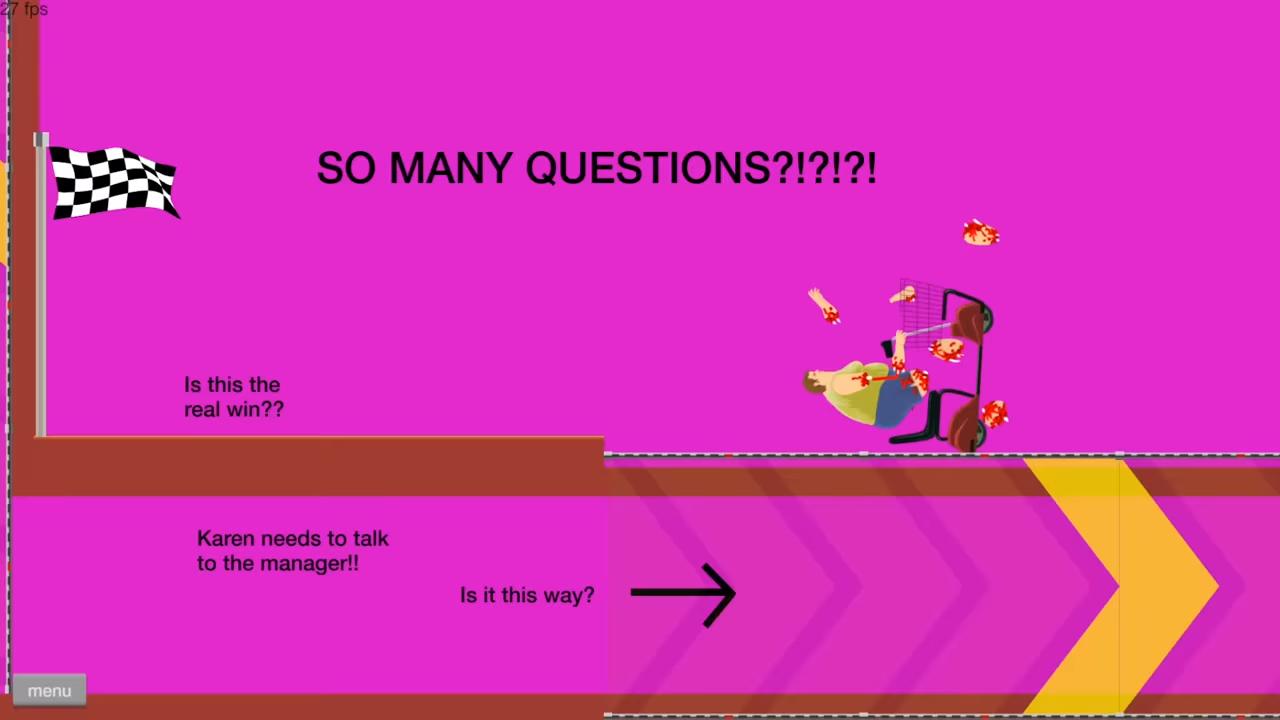 27 fps
SO MANY QUESTIONS?!?!?!
Is this the
real win??
Karen needs to talk
to the manager!!
Is it this way?
menu